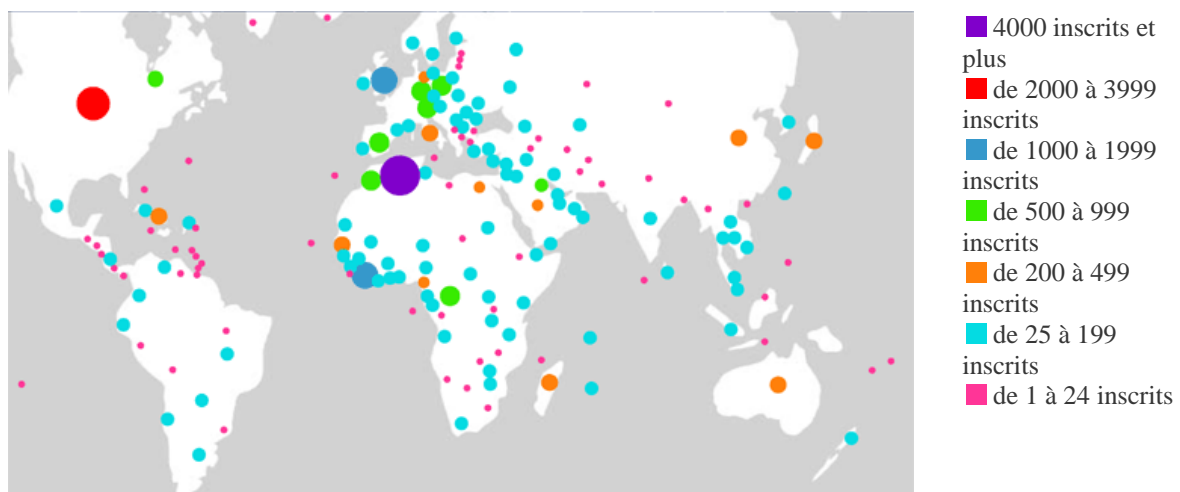 4000 inscrits et
plus
de 2000 à 3999
inscrits
de 1000 à 1999
inscrits
de 500 à 999
inscrits
de 200 à 499
inscrits
de 25 à 199
inscrits
de 1 à 24 inscrits